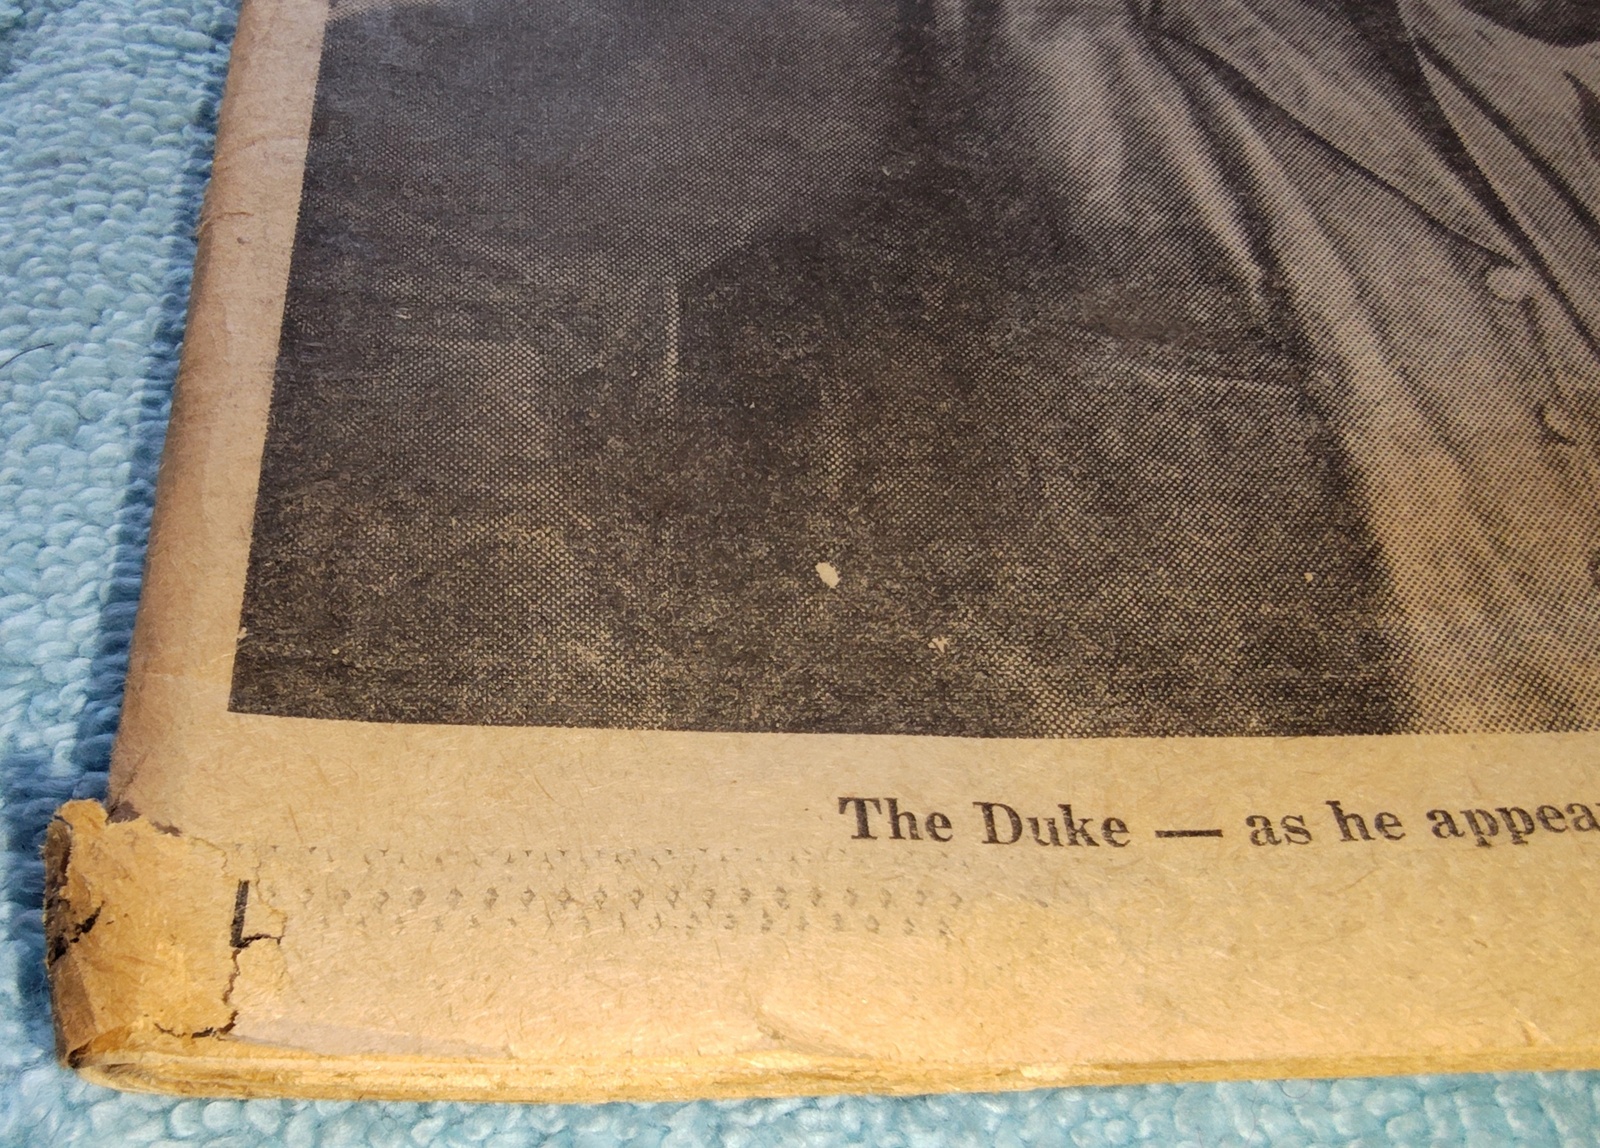 The Duke — as he appea